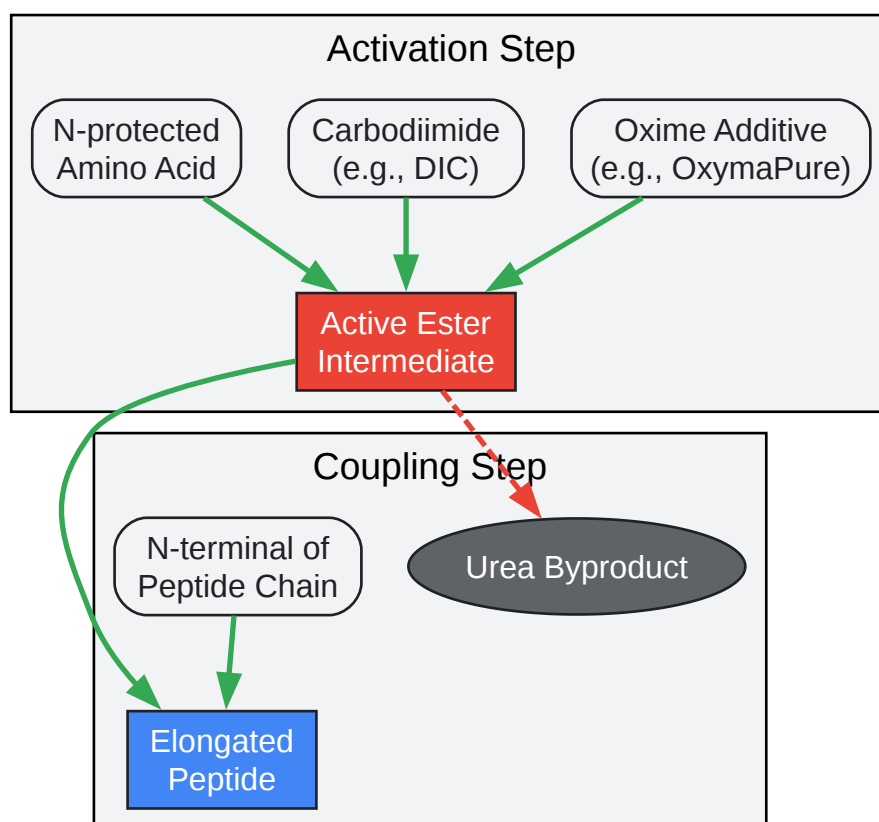 Activation Step
N-protected
Amino Acid
Carbodiimide
(e.g., DIC)
Oxime Additive
(e.g., OxymaPure)
Active Ester
Intermediate
Coupling Step
N-terminal of
Peptide Chain
Urea Byproduct
Elongated
Peptide